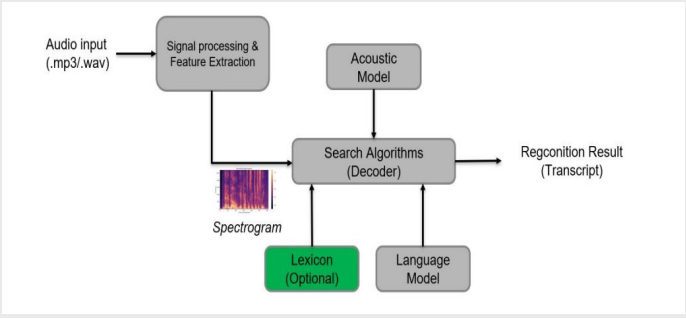 Audio input
(.mp3/.wav)
Signal processing &
Feature Extraction
Acoustic
Model
Search Algorithms
(Decoder)
Regconition Result
(Transcript)
Spectrogram
Lexicon
(Optional)
Language
Model